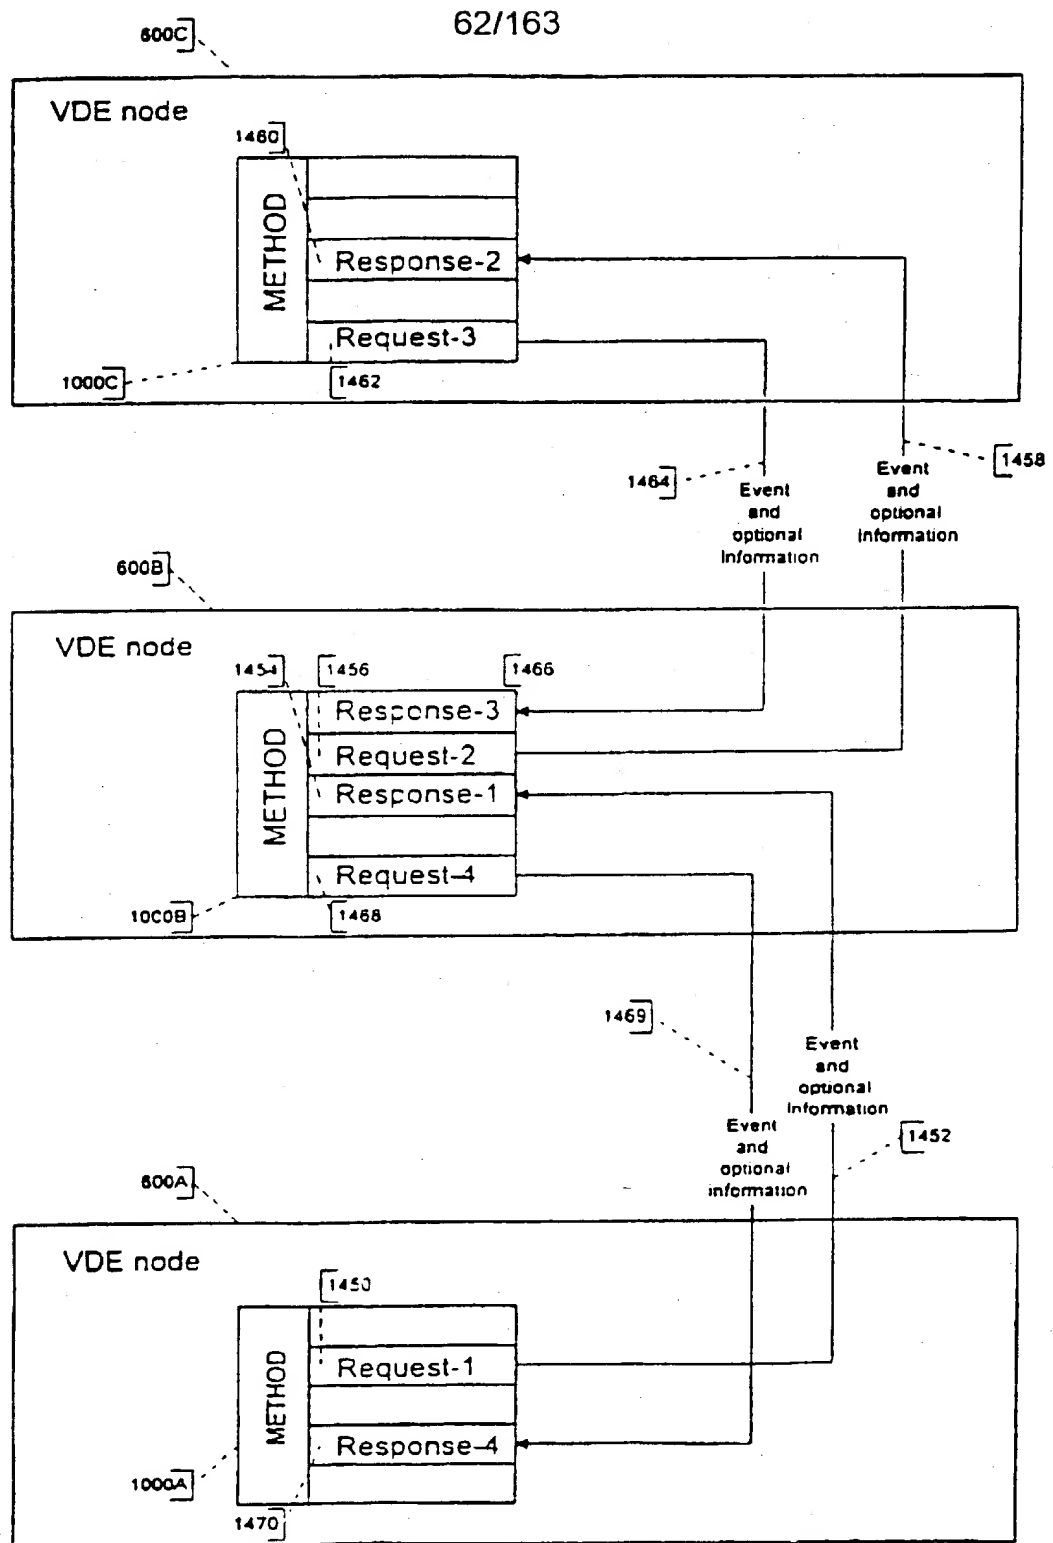 62/163
600C
VDE node
1460
METHOD
Response-2
Request-3
1000C
1462
1464
1458
Event
and
optional
Information
Event
and
optional
Information
600B
VDE node
1454
1456
1466
METHOD
Response-3
Request-2
Response-1
Request-4
1000B
1468
1469
Event
and
optional
Information
Event
and
optional
information
1452
600A
VDE node
1450
METHOD
Request-1
Response-4
1000A
1470